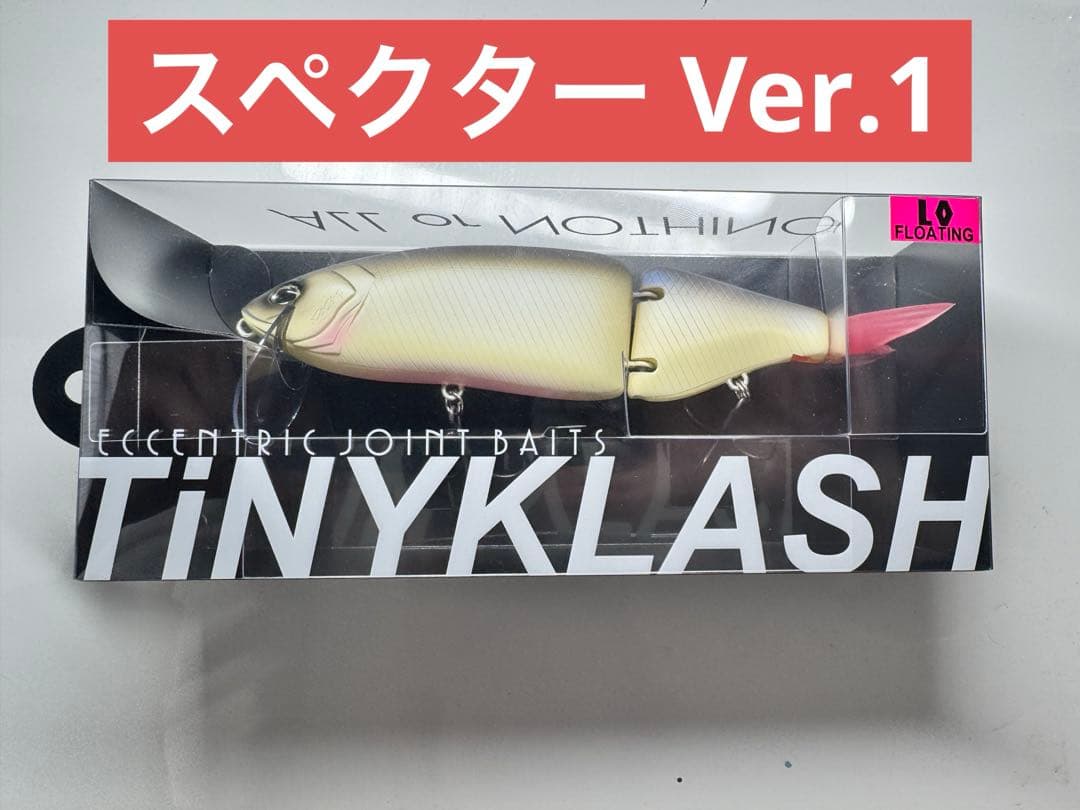 スペクター Ver.1
ALL or NOTHING
LO
FLOATING
ECCENTRIC JOINT BAITS
TiNYKLASH